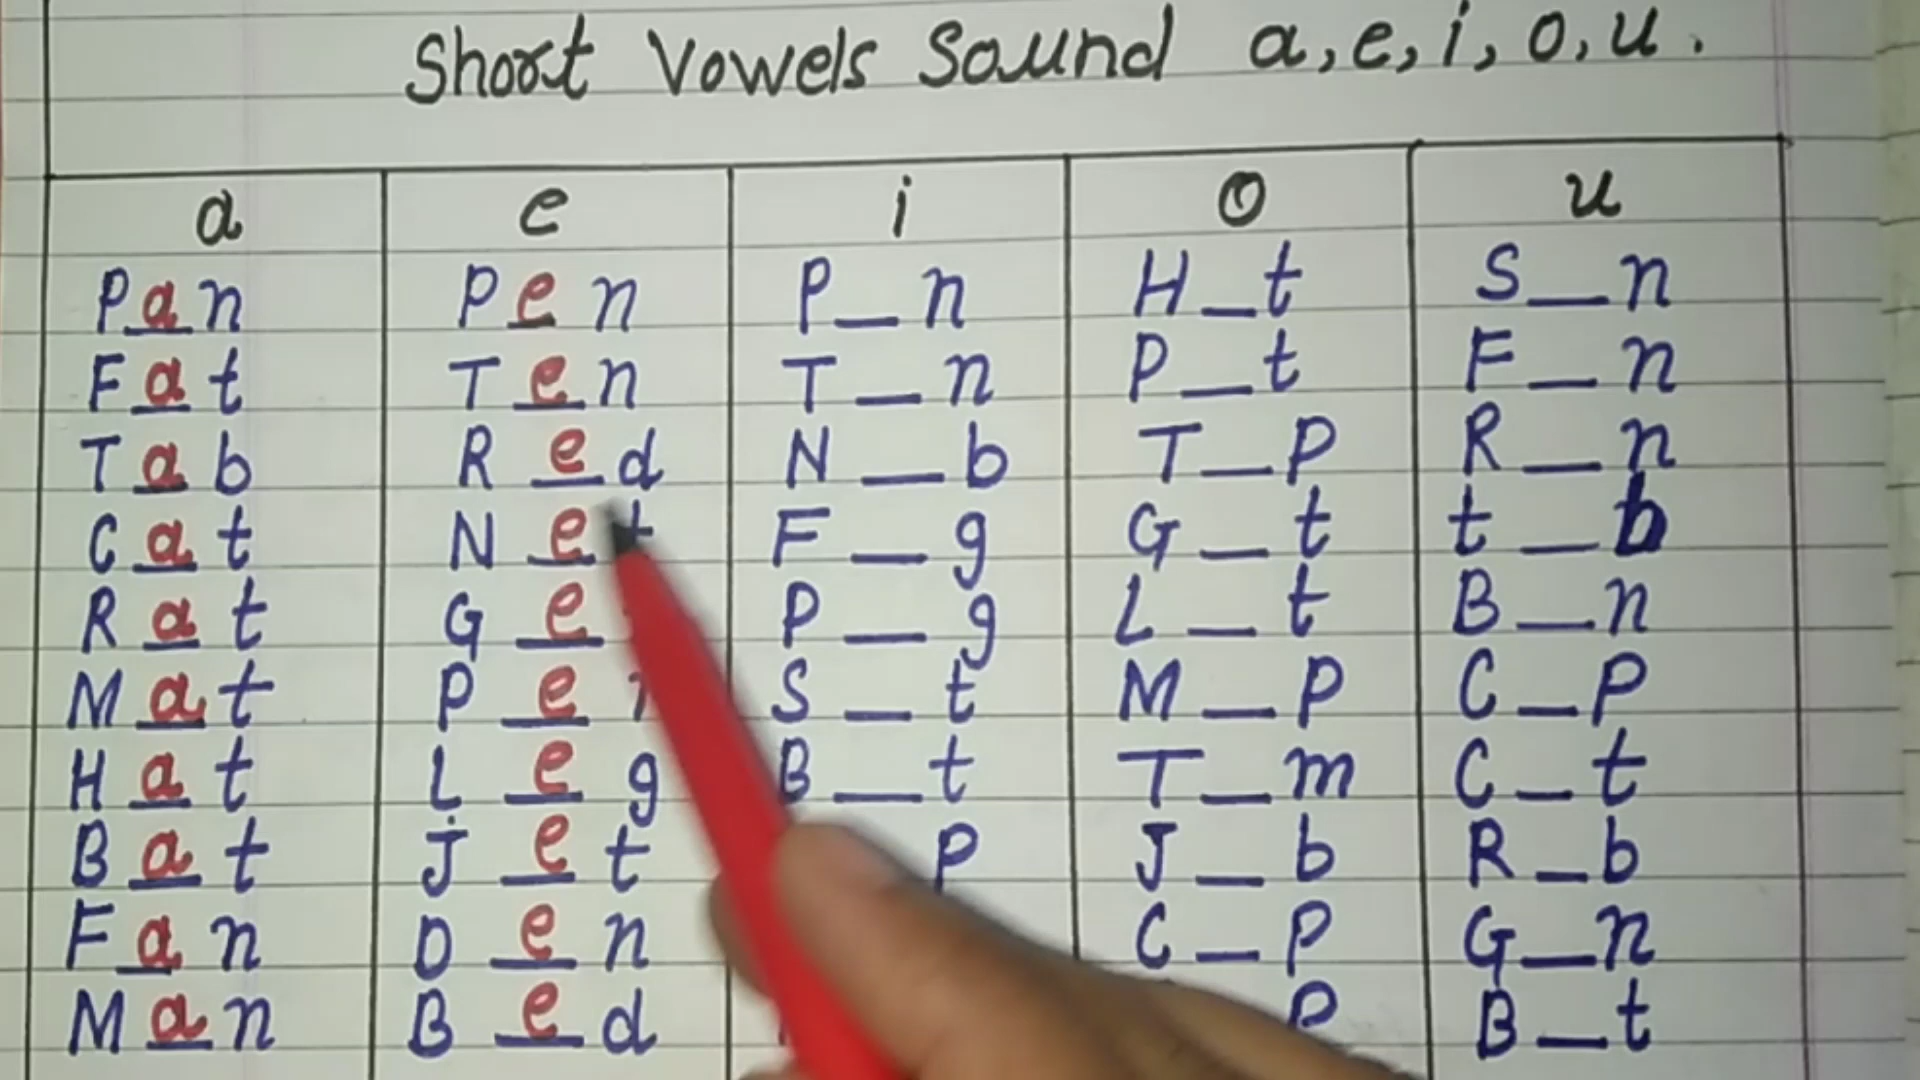 Short Vowels Sound a, e, i, o, u.
a e i o u
Pan Pen P_n H_t S_n
Fat Ten T_n P_t F_n
Tab Red N_b T_P R_n
Cat Net F_g G_t t_b
Rat Ge P_g L_t B_n
Mat Pe S_t M_P C_P
Hat Leg B_t T_m C_t
Bat Jet P J_b R_b
Fan Den C_P G_n
Man Bed P B_t